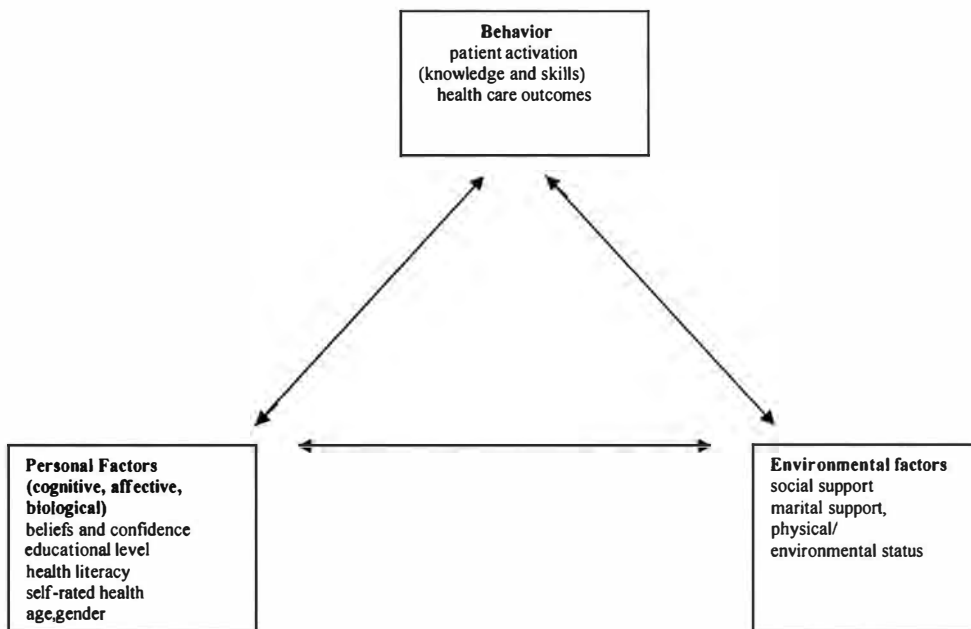 Behavior
patient activation
(knowledge and skills)
health care outcomes
Personal Factors
(cognitive, affective,
biological)
beliefs and confidence
educational level
health literacy
self-rated health
age,gender
Environmental factors
social support
marital support,
physical/
environmental status